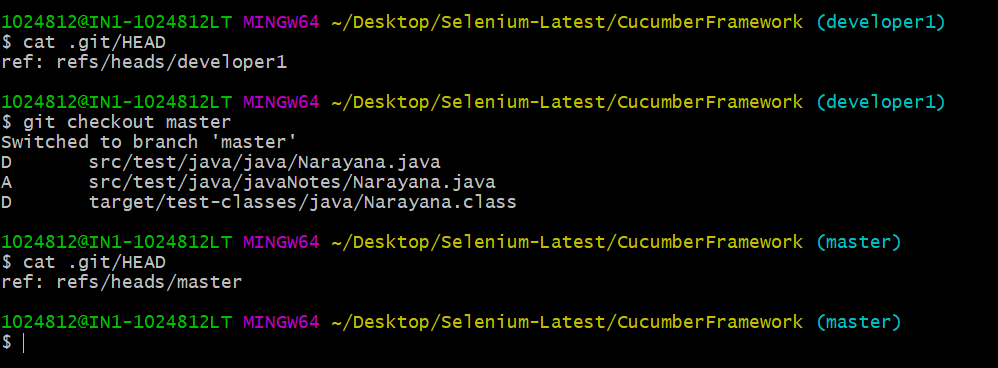 1024812@IN1-1024812LT MINGW64 ~/Desktop/Selenium-Latest/CucumberFramework (developer1)
$ cat .git/HEAD
ref: refs/heads/developer1
1024812@IN1-1024812LT MINGW64 ~/Desktop/Selenium-Latest/CucumberFramework (developer1)
$ git checkout master
Switched to branch 'master'
D       src/test/java/java/Narayana.java
A       src/test/java/javaNotes/Narayana.java
D       target/test-classes/java/Narayana.class
1024812@IN1-1024812LT MINGW64 ~/Desktop/Selenium-Latest/CucumberFramework (master)
$ cat .git/HEAD
ref: refs/heads/master
1024812@IN1-1024812LT MINGW64 ~/Desktop/Selenium-Latest/CucumberFramework (master)
$